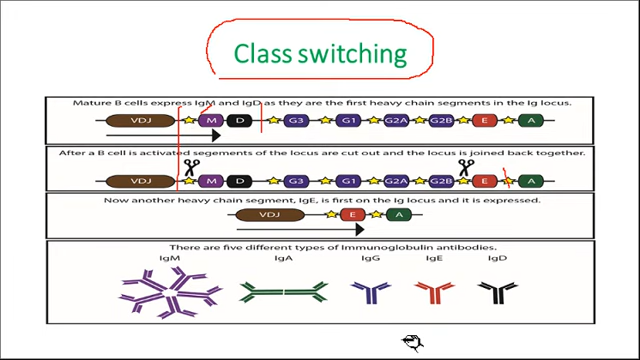 Class switching
Mature B cells express IgM and IgD as they are the first heavy chain segments in the Ig locus.
VDJ M D G3 G1 G2A G2B E A
After a B cell is activated segments of the locus are cut out and the locus is joined back together.
VDJ M D G3 G1 G2A G2B E A
Now another heavy chain segment, IgE, is first on the Ig locus and it is expressed.
VDJ E A
There are five different types of Immunoglobulin antibodies.
IgM IgA IgG IgE IgD